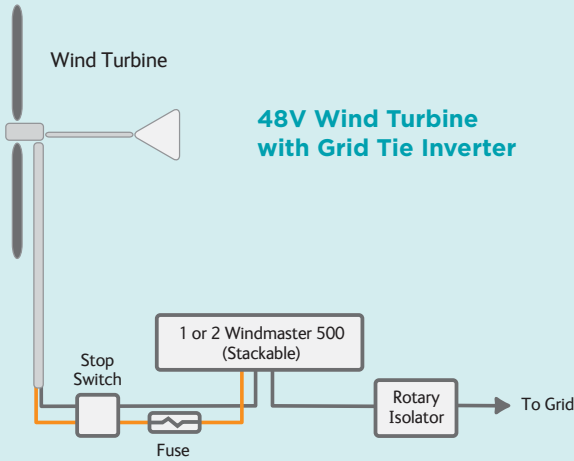 Wind Turbine
48V Wind Turbine
with Grid Tie Inverter
1 or 2 Windmaster 500
(Stackable)
Stop
Switch
Fuse
Rotary
Isolator
To Grid